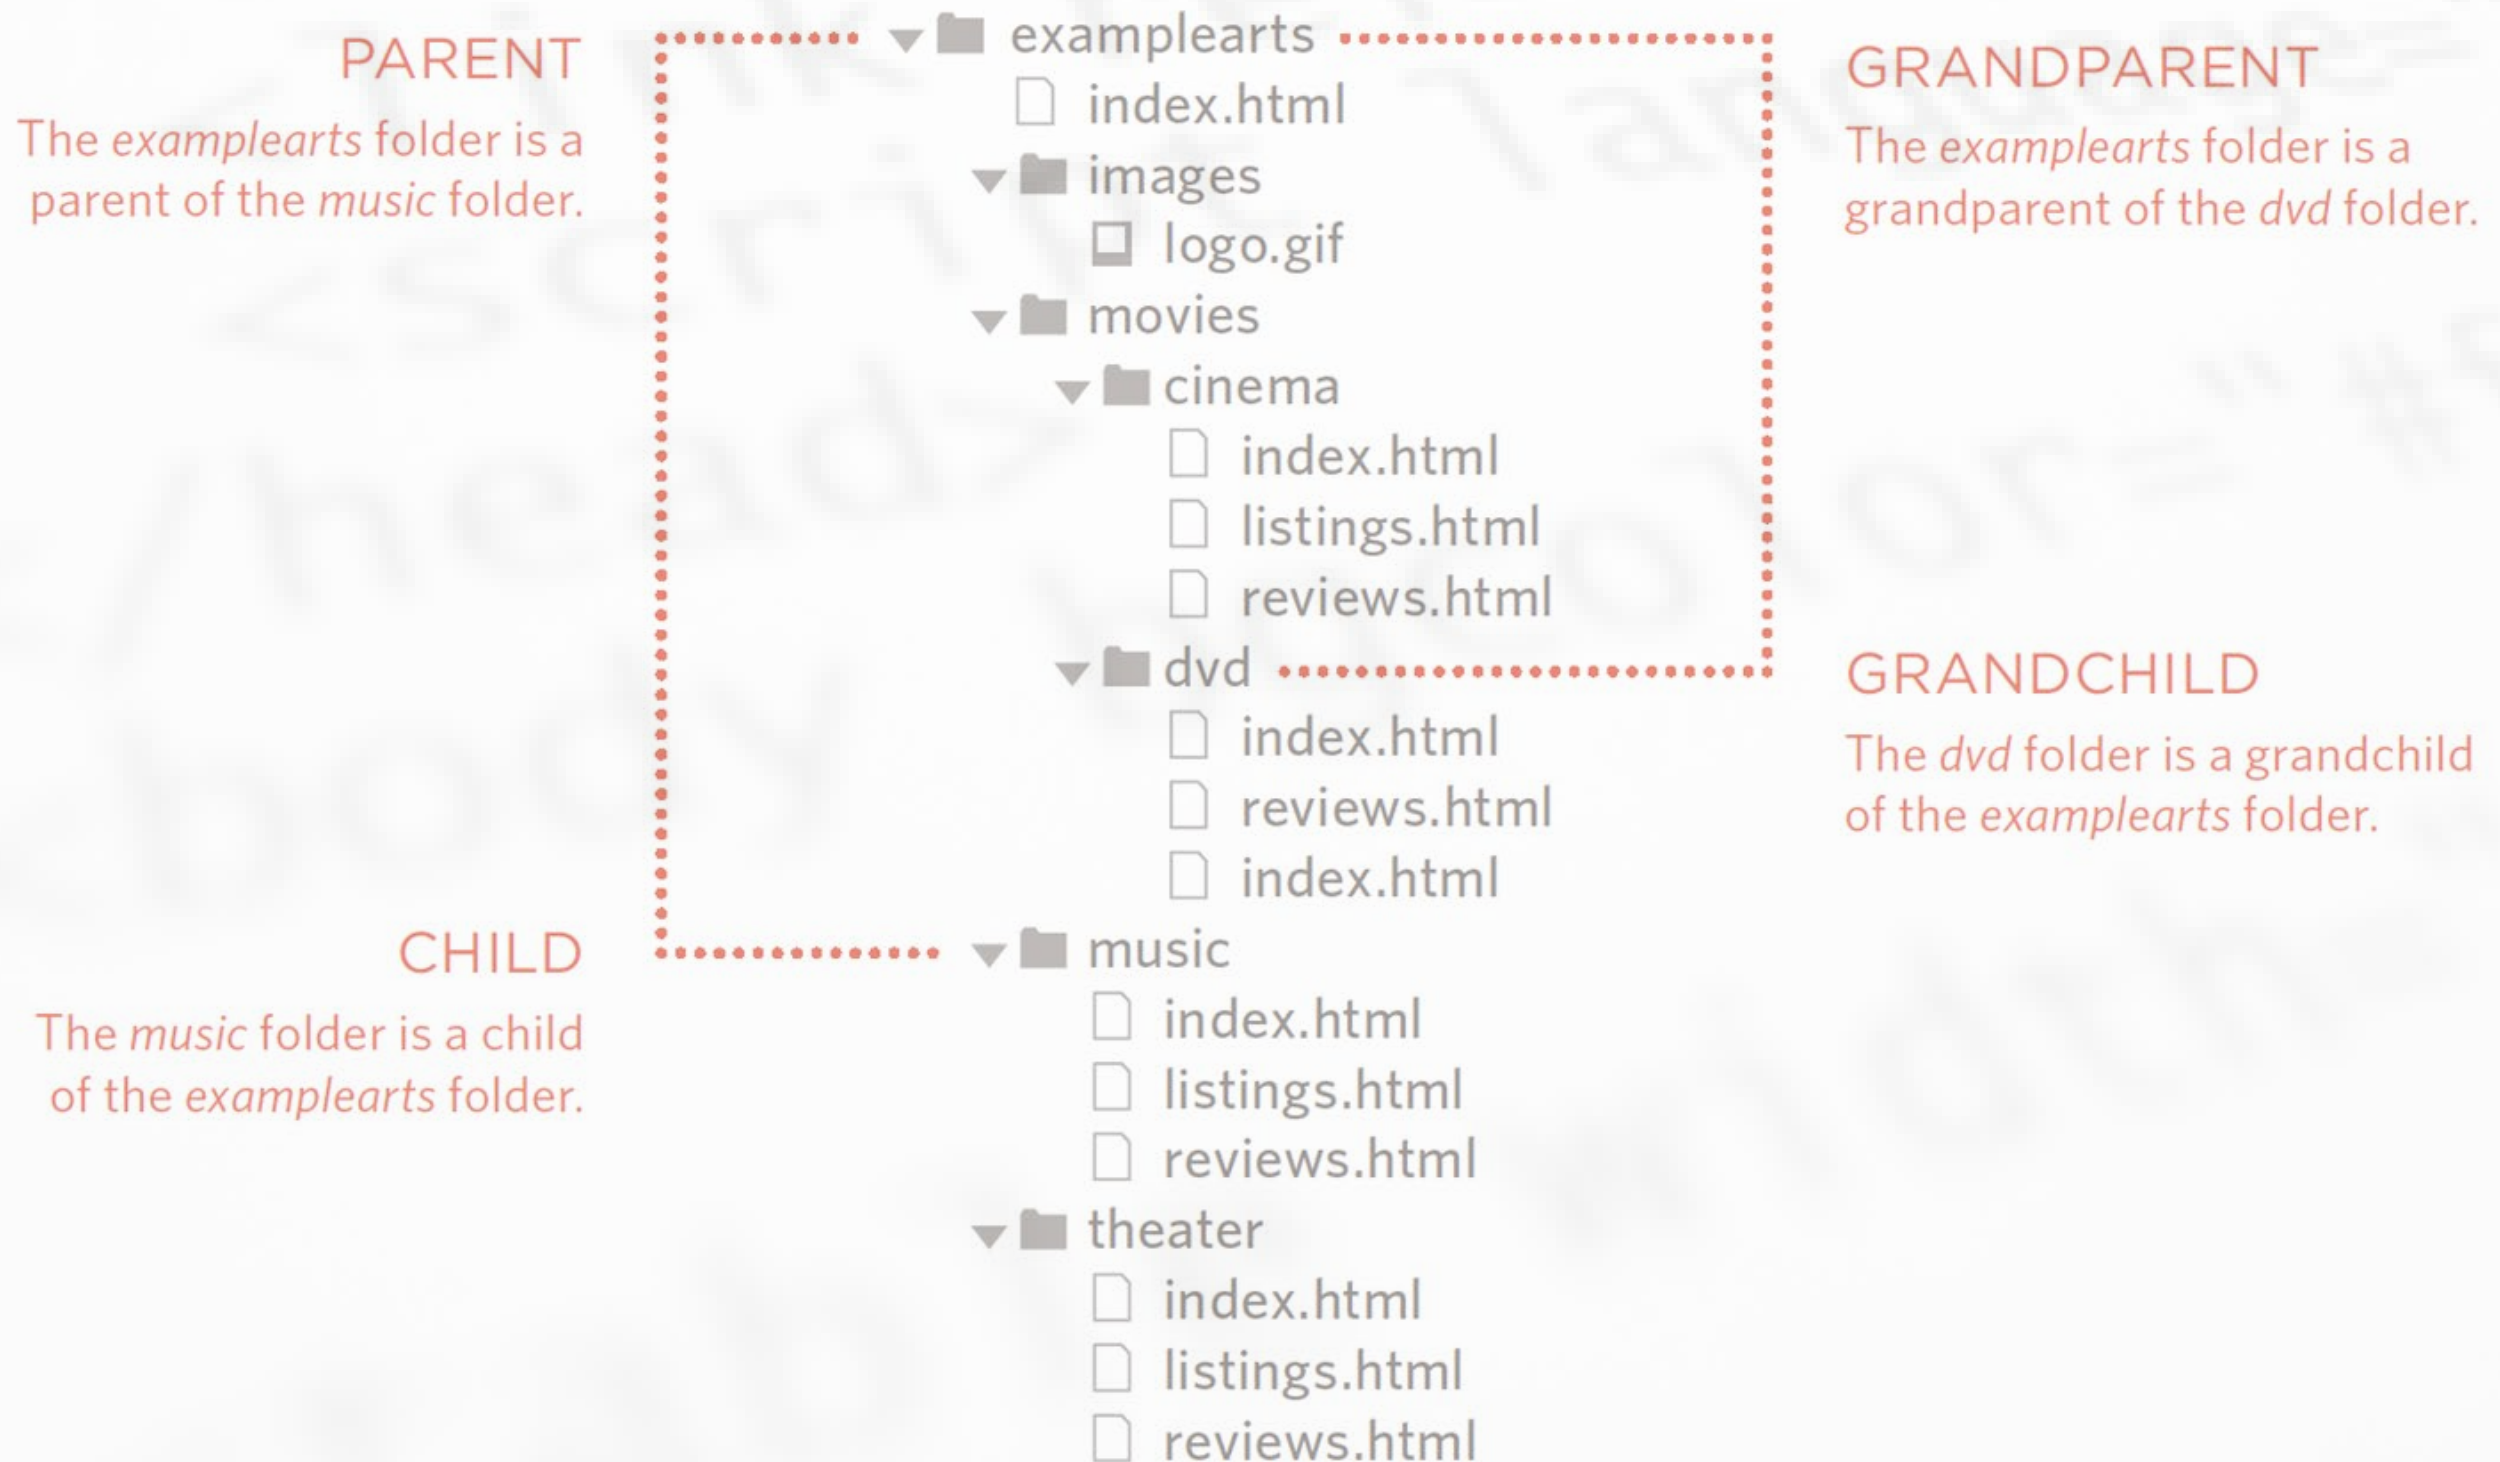 PARENT
The examplearts folder is a
parent of the music folder.
CHILD
The music folder is a child
of the examplearts folder.
examplearts
index.html
images
logo.gif
movies
cinema
index.html
listings.html
reviews.html
dvd
index.html
reviews.html
index.html
music
index.html
listings.html
reviews.html
theater
index.html
listings.html
reviews.html
GRANDPARENT
The examplearts folder is a
grandparent of the dvd folder.
GRANDCHILD
The dvd folder is a grandchild
of the examplearts folder.